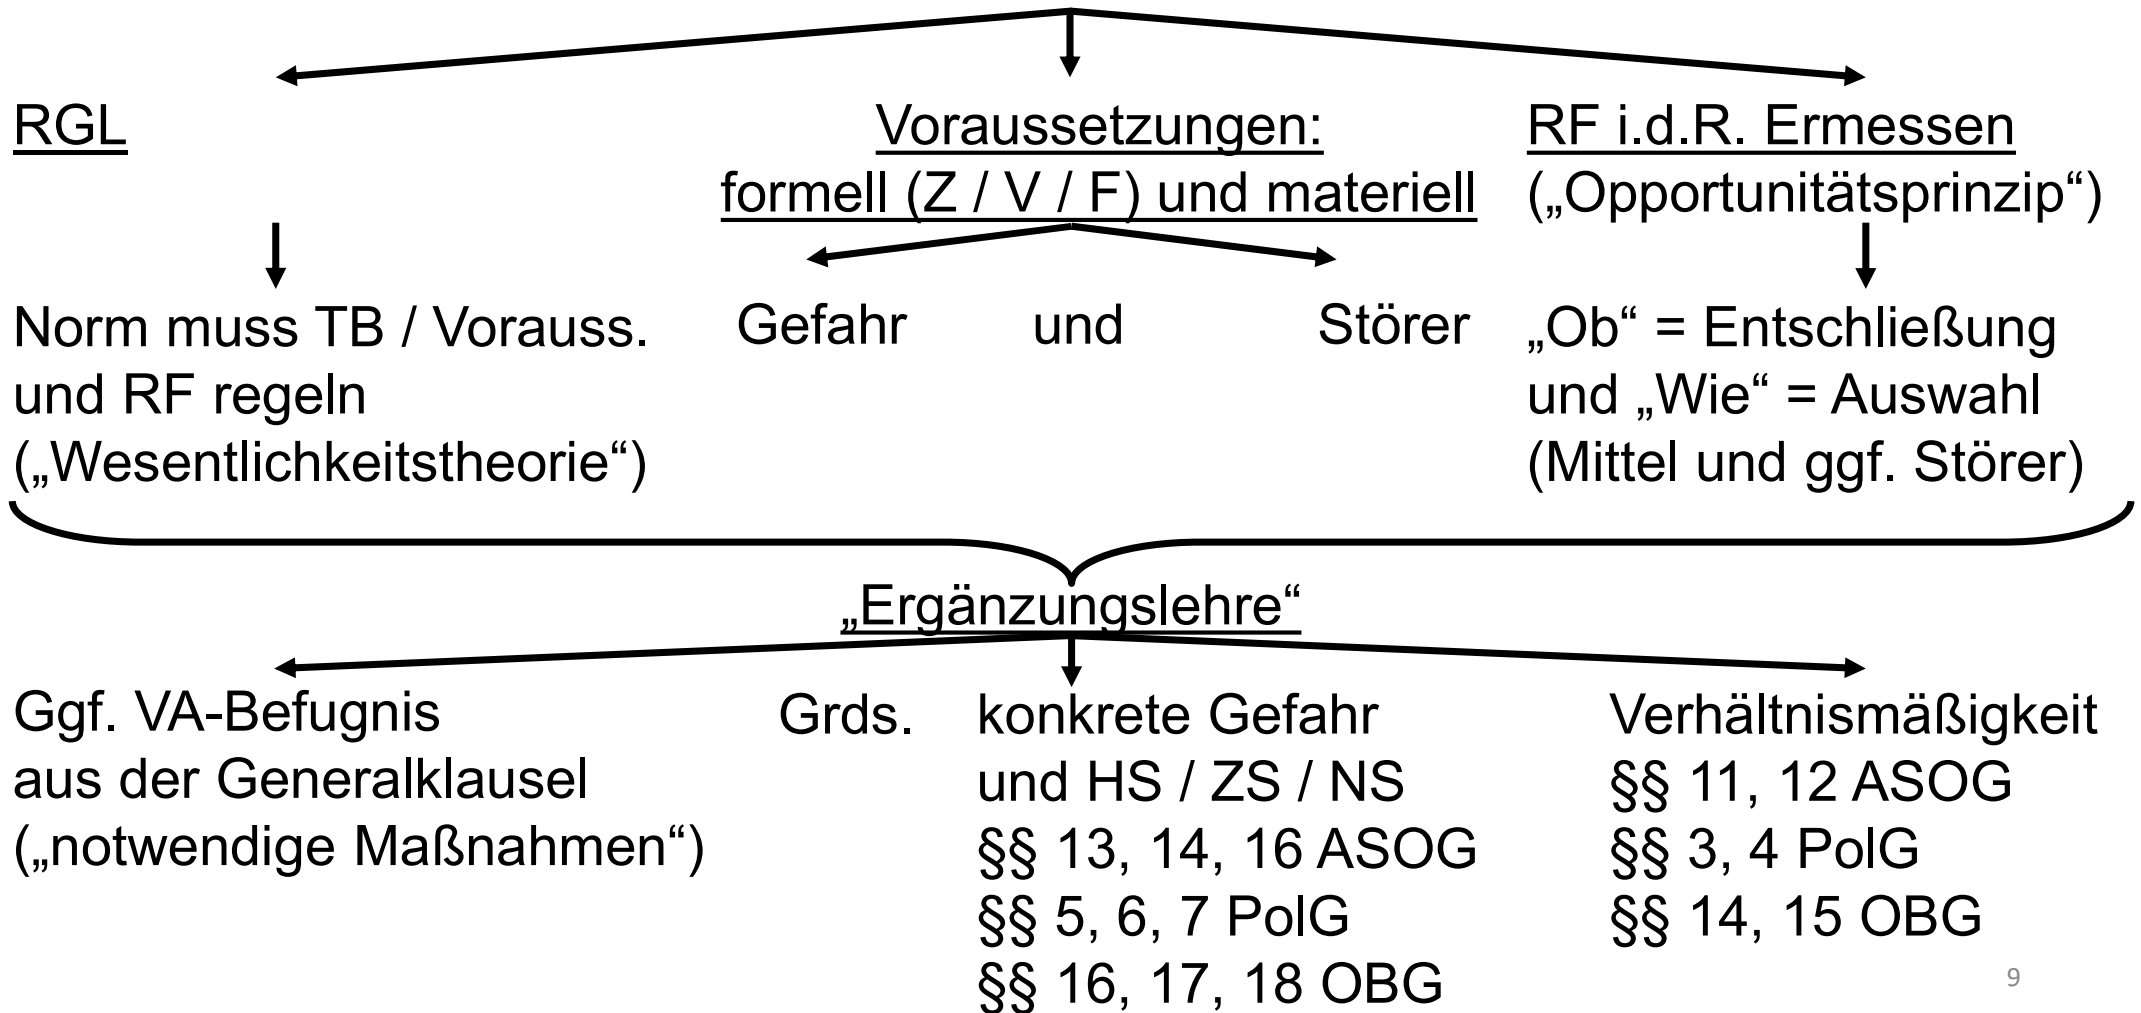 RGL
Voraussetzungen:
formell (Z / V / F) und materiell
RF i.d.R. Ermessen
(„Opportunitätsprinzip“)
Norm muss TB / Vorauss.
und RF regeln
(„Wesentlichkeitstheorie“)
Gefahr und Störer
„Ob“ = Entschließung
und „Wie“ = Auswahl
(Mittel und ggf. Störer)
„Ergänzungslehre“
Ggf. VA-Befugnis
aus der Generalklausel
(„notwendige Maßnahmen“)
Grds. konkrete Gefahr
und HS / ZS / NS
§§ 13, 14, 16 ASOG
§§ 5, 6, 7 PolG
§§ 16, 17, 18 OBG
Verhältnismäßigkeit
§§ 11, 12 ASOG
§§ 3, 4 PolG
§§ 14, 15 OBG
9